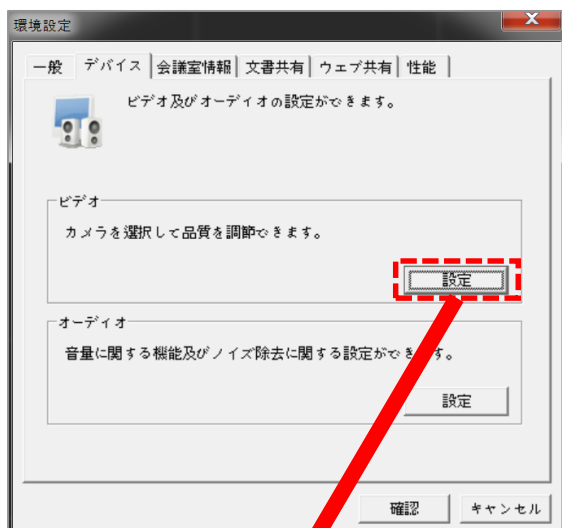 環境設定
一般 デバイス 会議室情報 文書共有 ウェブ共有 性能
ビデオ及びオーディオの設定ができます。
ビデオ
カメラを選択して品質を調節できます。
設定
オーディオ
音量に関する機能及びノイズ除去に関する設定ができます。
設定
確認 キャンセル